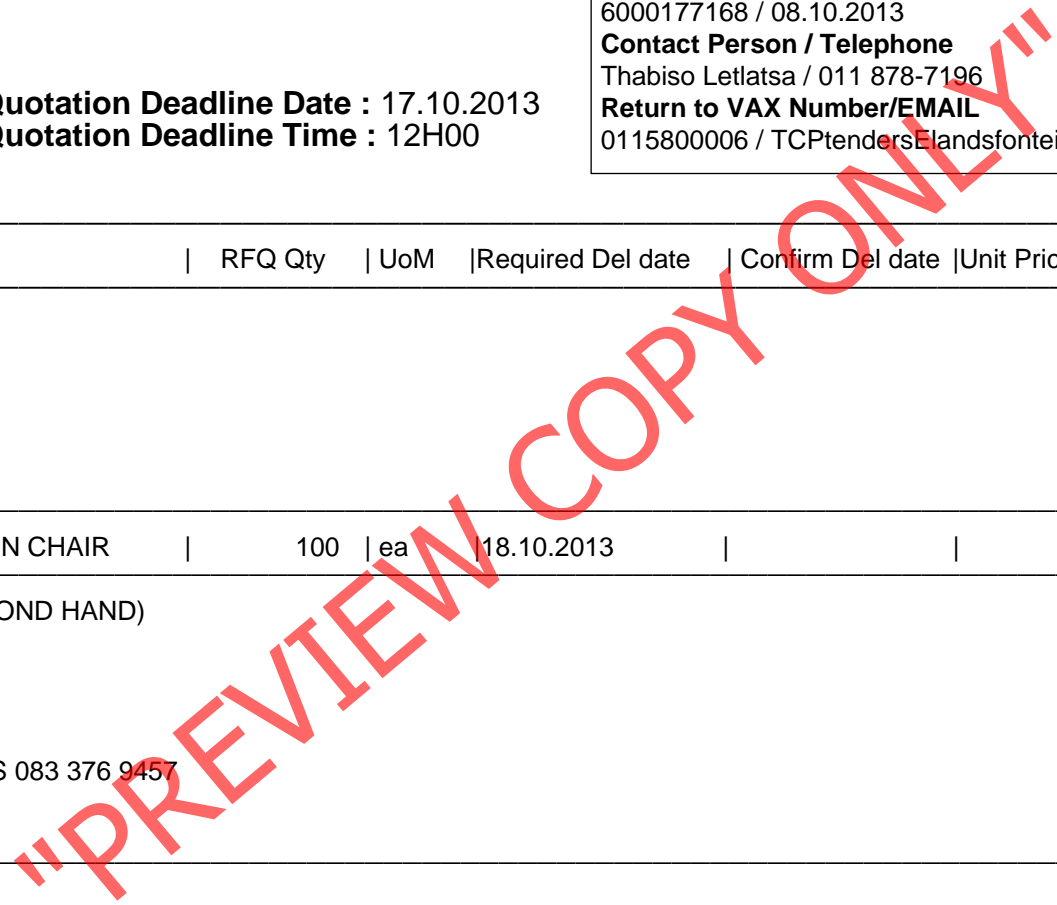 6000177168 / 08.10.2013
Contact Person / Telephone
Thabiso Letlatsa / 011 878-7196
Return to VAX Number/EMAIL
0115800006 / TCPtendersElandsfontei
Quotation Deadline Date : 17.10.2013
Quotation Deadline Time : 12H00
| RFQ Qty | UoM |Required Del date | Confirm Del date |Unit Pric
N CHAIR | 100 | ea |18.10.2013 | |
OND HAND)
S 083 376 9457
"PREVIEW COPY ONLY"